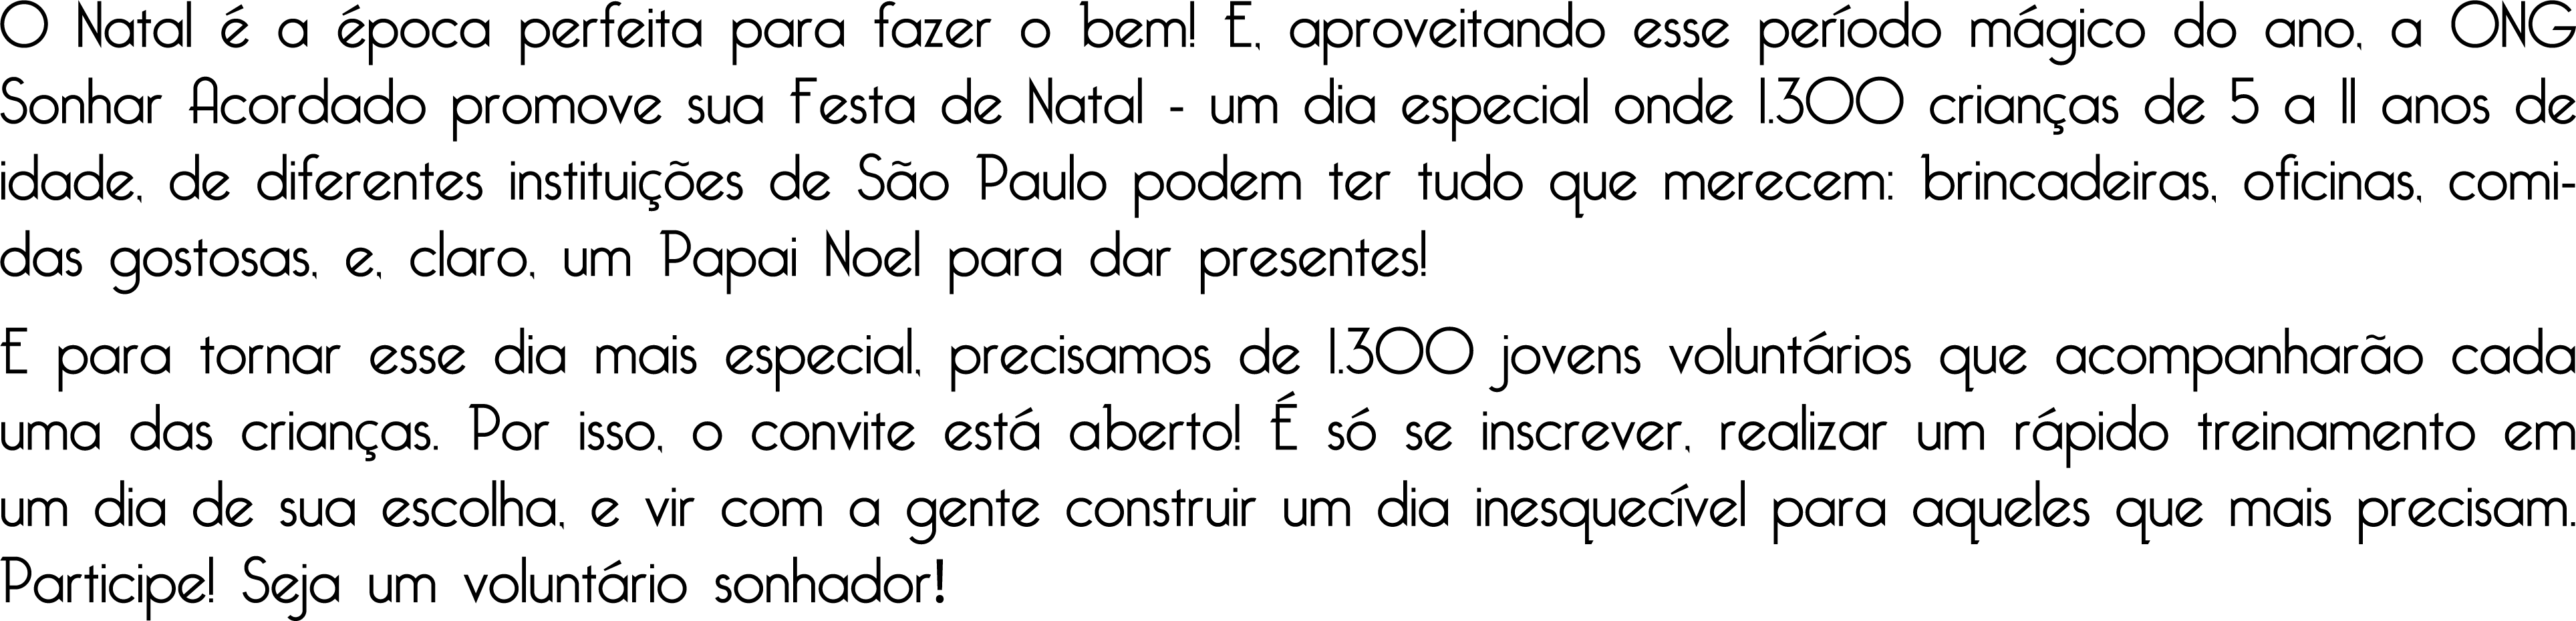 O Natal é a época perfeita para fazer o bem! E, aproveitando esse período mágico do ano, a ONG
Sonhar Acordado promove sua Festa de Natal - um dia especial onde 1.300 crianças de 5 a 11 anos de
idade, de diferentes instituições de São Paulo podem ter tudo que merecem: brincadeiras, oficinas, comi-
das gostosas, e, claro, um Papai Noel para dar presentes!
E para tornar esse dia mais especial, precisamos de 1.300 jovens voluntários que acompanharão cada
uma das crianças. Por isso, o convite está aberto! É só se inscrever, realizar um rápido treinamento em
um dia de sua escolha, e vir com a gente construir um dia inesquecível para aqueles que mais precisam.
Participe! Seja um voluntário sonhador!